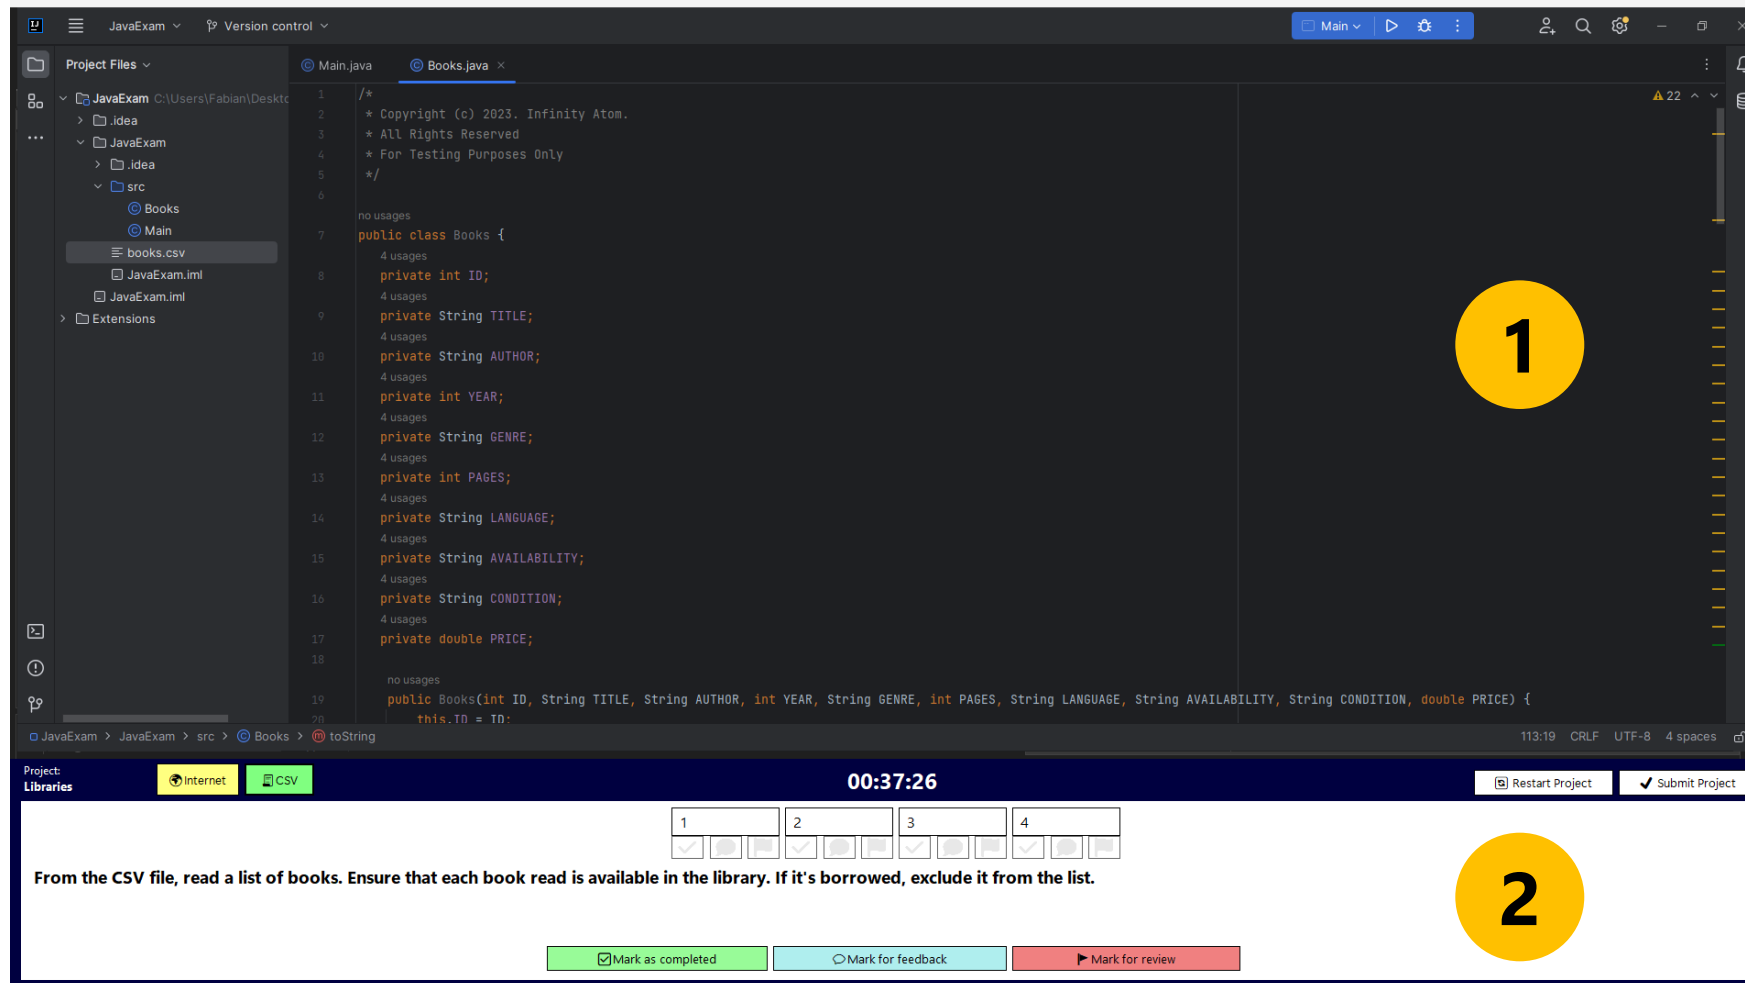 JavaExam
Version control
Main
Project Files
Main.java
Books.java
JavaExam C:\Users\Fabian\Deskto
.idea
JavaExam
.idea
src
Books
Main
books.csv
JavaExam.iml
JavaExam.iml
Extensions
22
1 /*
2 * Copyright (c) 2023. Infinity Atom.
3 * All Rights Reserved
4 * For Testing Purposes Only
5 */
6
no usages
7 public class Books {
4 usages
8 private int ID;
4 usages
9 private String TITLE;
4 usages
10 private String AUTHOR;
4 usages
11 private int YEAR;
4 usages
12 private String GENRE;
4 usages
13 private int PAGES;
4 usages
14 private String LANGUAGE;
4 usages
15 private String AVAILABILITY;
4 usages
16 private String CONDITION;
4 usages
17 private double PRICE;
18
no usages
19 public Books(int ID, String TITLE, String AUTHOR, int YEAR, String GENRE, int PAGES, String LANGUAGE, String AVAILABILITY, String CONDITION, double PRICE) {
20 this.ID = ID;
1
JavaExam > JavaExam > src > Books > toString
113:19 CRLF UTF-8 4 spaces
Project:
Libraries
Internet
CSV
00:37:26
Restart Project
Submit Project
1 2 3 4
From the CSV file, read a list of books. Ensure that each book read is available in the library. If it's borrowed, exclude it from the list.
2
Mark as completed
Mark for feedback
Mark for review